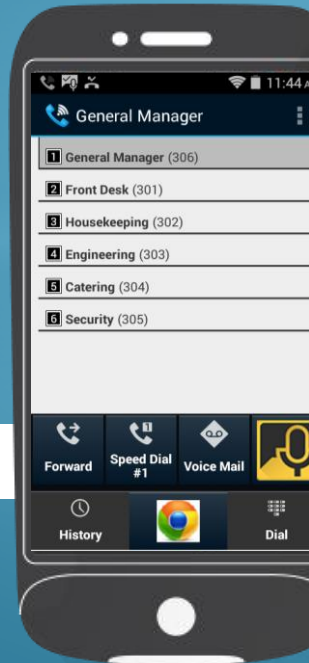 11:44
General Manager
1 General Manager (306)
2 Front Desk (301)
3 Housekeeping (302)
4 Engineering (303)
5 Catering (304)
6 Security (305)
Forward
Speed Dial
#1
Voice Mail
History
Dial